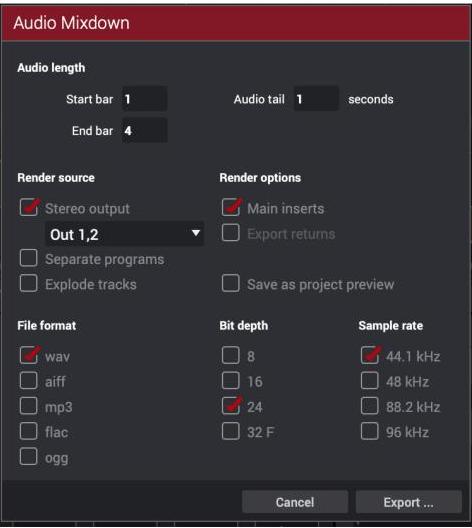 Audio Mixdown
Audio length
Start bar 1 Audio tail 1 seconds
End bar 4
Render source Render options
Stereo output Main inserts
Out 1,2 Export returns
Separate programs
Explode tracks Save as project preview
File format Bit depth Sample rate
wav 8 44.1 kHz
aiff 16 48 kHz
mp3 24 88.2 kHz
flac 32 F 96 kHz
ogg
Cancel Export ...